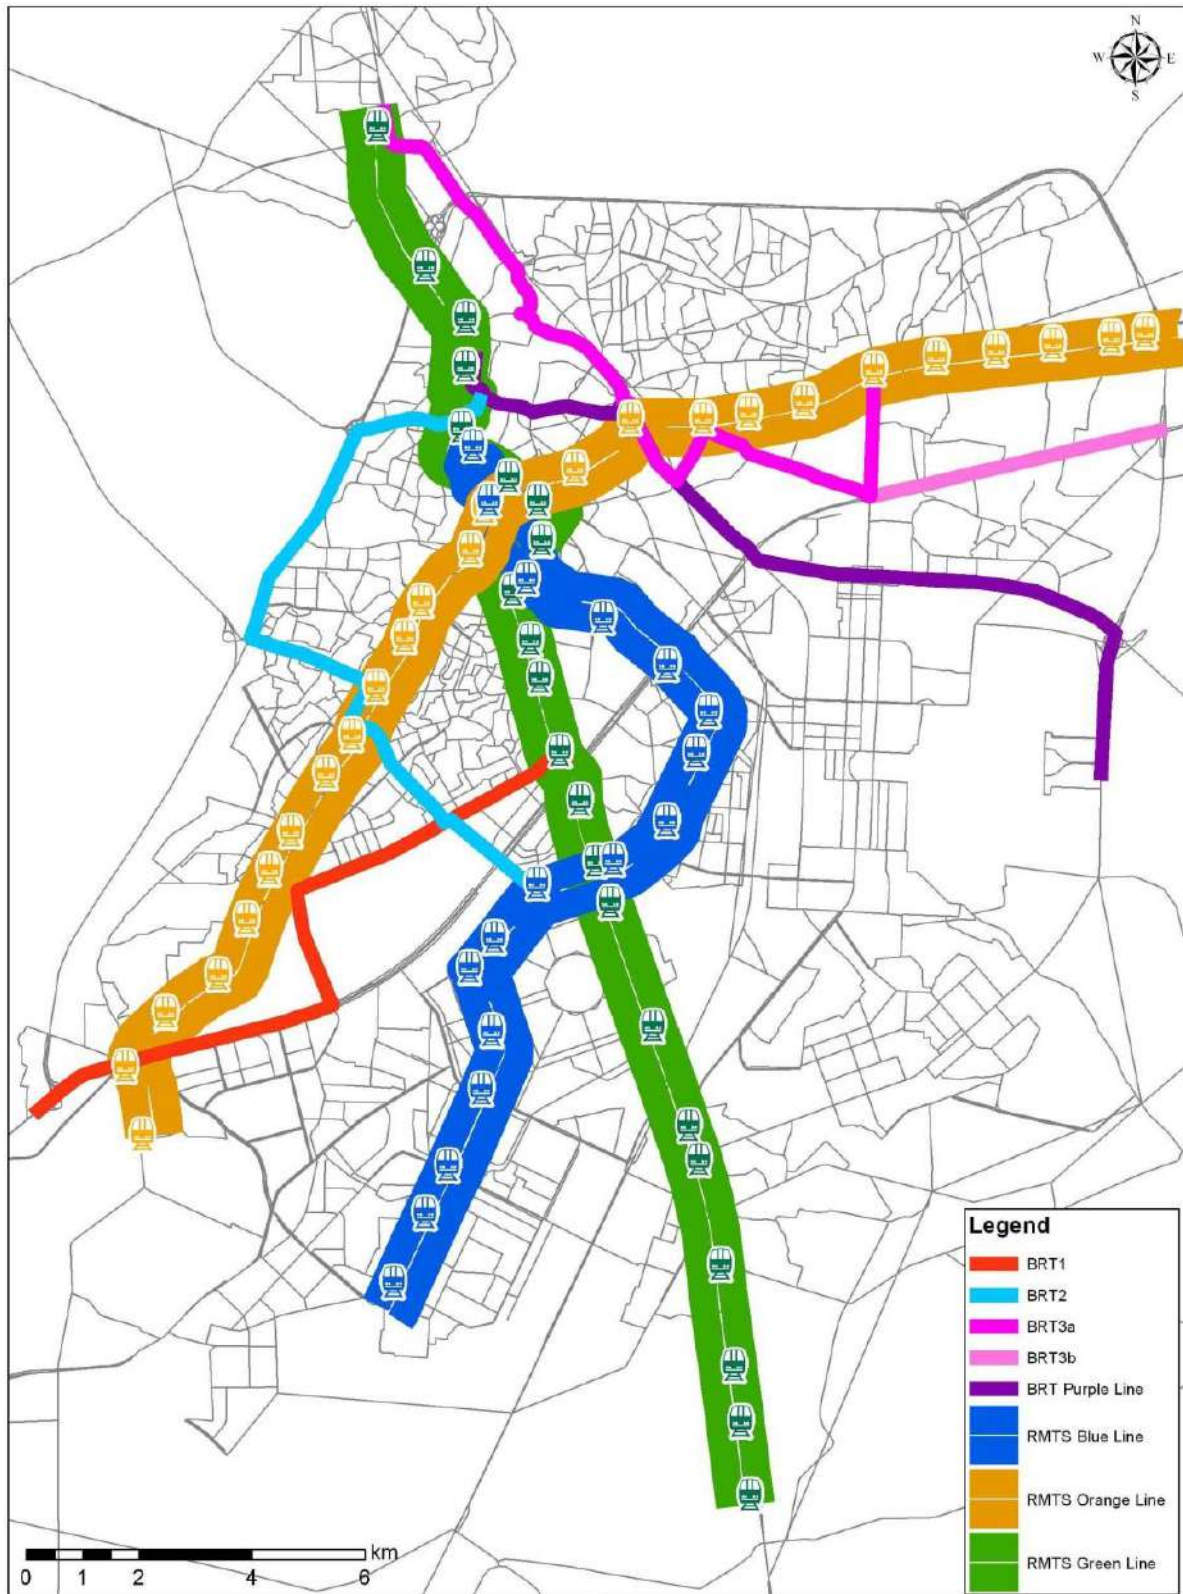 N
W E
S
Legend
BRT1
BRT2
BRT3a
BRT3b
BRT Purple Line
RMTS Blue Line
RMTS Orange Line
RMTS Green Line
km
0 1 2 4 6